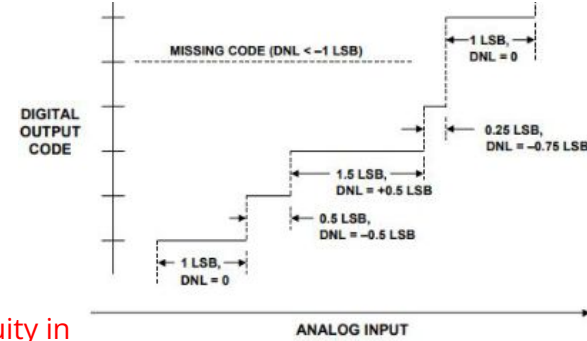 1 LSB,
DNL = 0
MISSING CODE (DNL < –1 LSB)
DIGITAL
OUTPUT
CODE
0.25 LSB,
DNL = –0.75 LSB
1.5 LSB,
DNL = +0.5 LSB
0.5 LSB,
DNL = –0.5 LSB
1 LSB,
DNL = 0
ANALOG INPUT
in